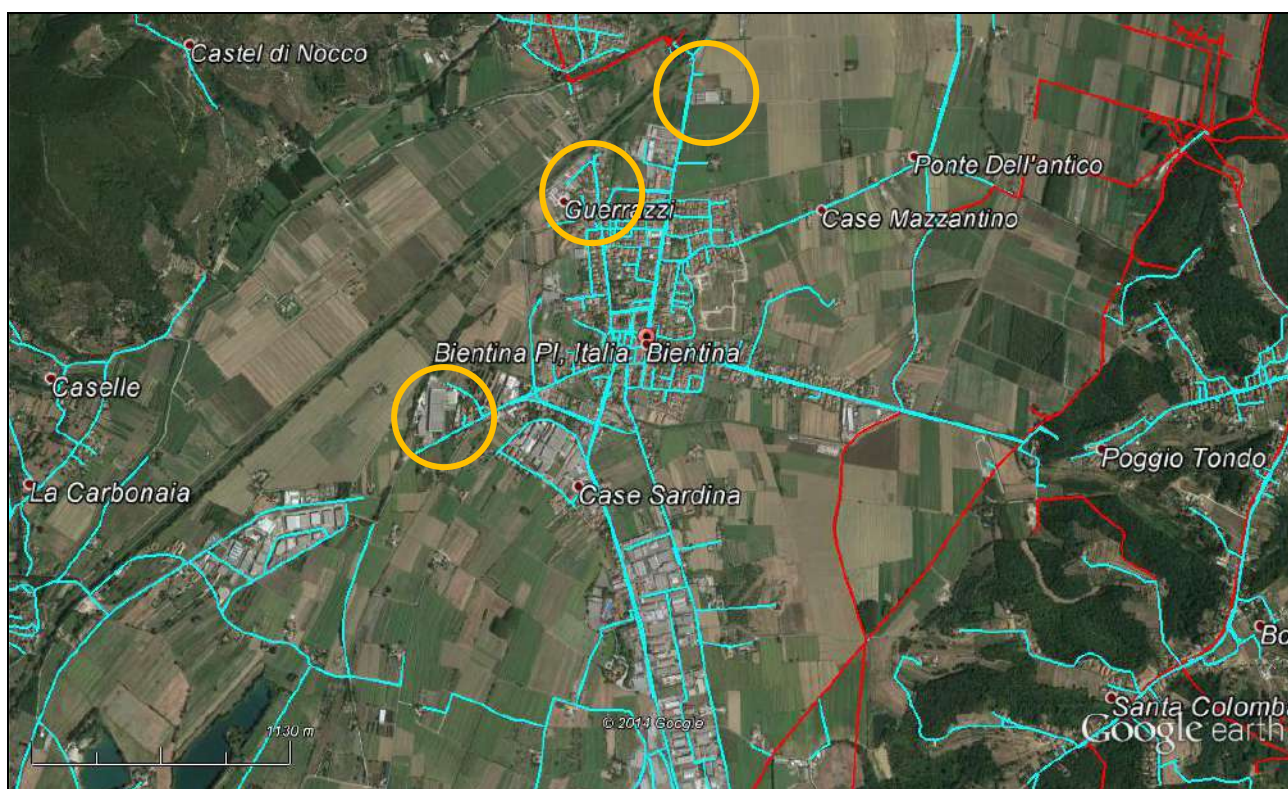 Castel di Nocco
Ponte Dell'antico
Guerrazzi
Case Mazzantino
Bientina PI, Italia
Bientina
Caselle
Poggio Tondo
La Carbonaia
Case Sardina
Santa Colomba
1130 m
© 2014 Google
Google earth